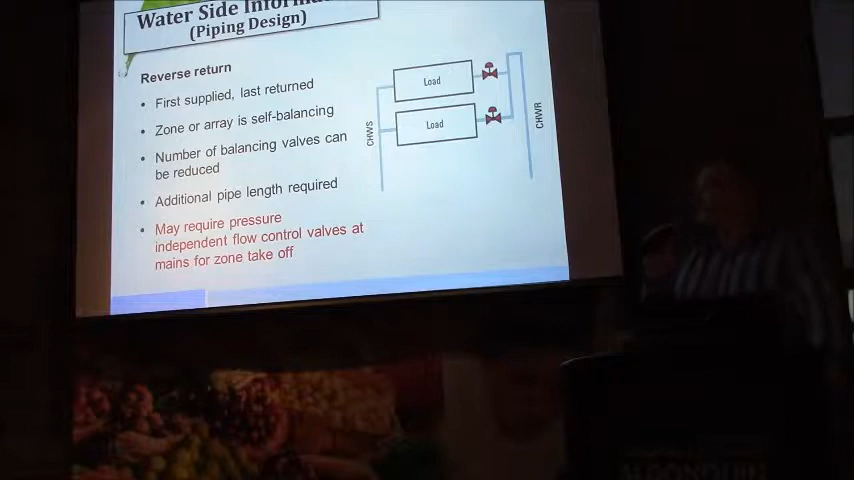 Water Side
(Piping Design)
Reverse return
• First supplied, last returned
• Zone or array is self-balancing
• Number of balancing valves can
be reduced
• Additional pipe length required
• May require pressure
independent flow control valves at
mains for zone take off
Load
Load
CHWS
CHWR